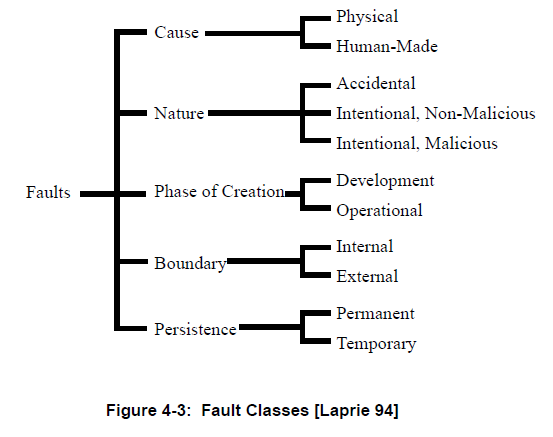 Physical
Cause
Human-Made
Accidental
Nature
Intentional, Non-Malicious
Intentional, Malicious
Development
Faults
Phase of Creation
Operational
Internal
Boundary
External
Permanent
Persistence
Temporary
Figure 4-3: Fault Classes [Laprie 94]